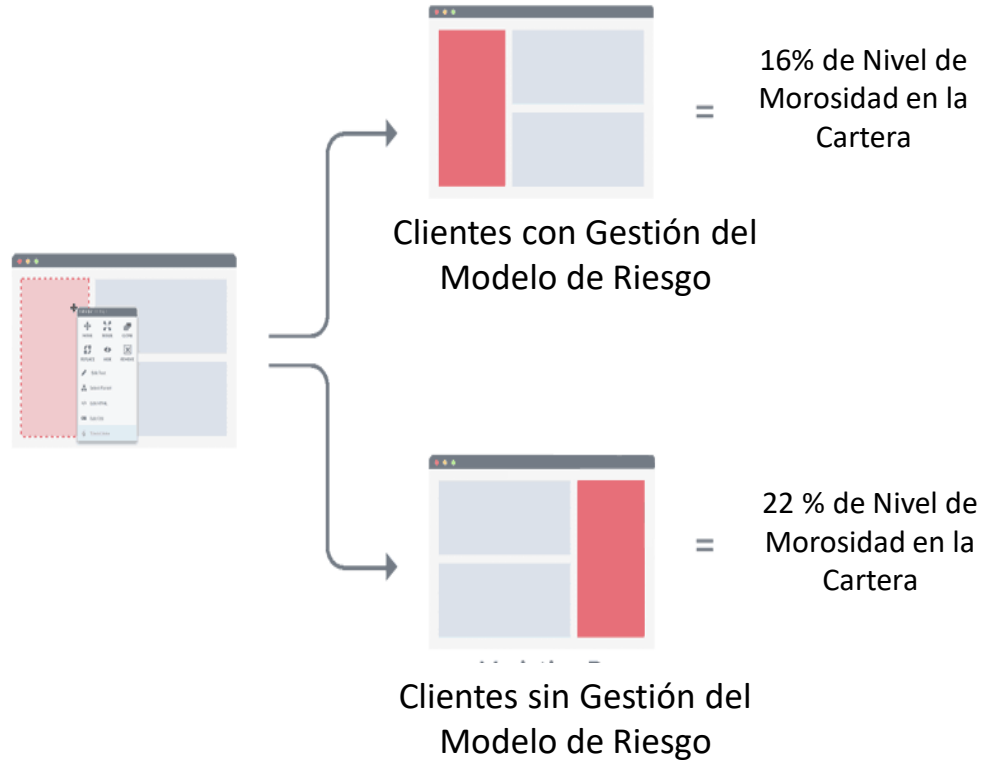 16% de Nivel de
Morosidad en la
Cartera
=
Clientes con Gestión del
Modelo de Riesgo
22 % de Nivel de
Morosidad en la
Cartera
=
Clientes sin Gestión del
Modelo de Riesgo